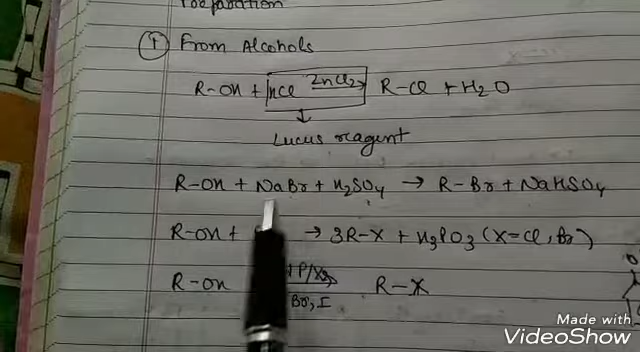 Preparation
① From Alcohols
R-OH + HCl ZnCl2→ R-Cl + H2O
↓
Lucus reagent
R-OH + NaBr + H2SO4 → R-Br + NaHSO4
R-OH + → 3R-X + H3PO3 (X=Cl, Br)
R-OH P/X2 R-X
Br, I
Made with
VideoShow